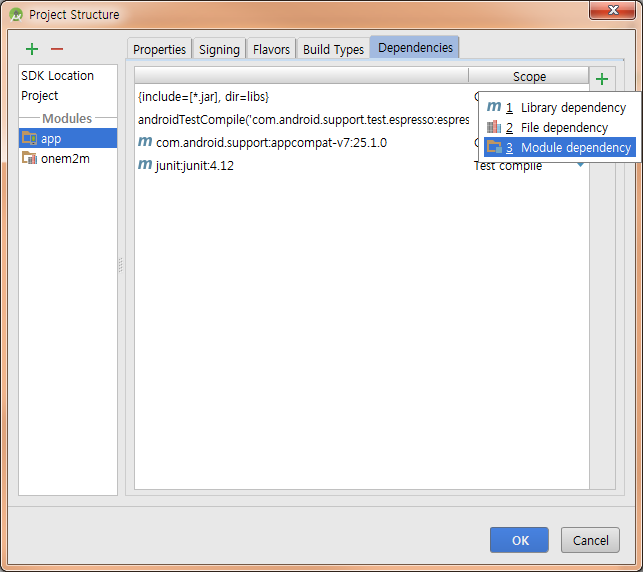 Project Structure
SDK Location
Project
Modules
app
onem2m
Properties
Signing
Flavors
Build Types
Dependencies
Scope
{include=[*.jar], dir=libs}
androidTestCompile('com.android.support.test.espresso:espres
m com.android.support:appcompat-v7:25.1.0
m junit:junit:4.12
Test compile
m 1 Library dependency
2 File dependency
3 Module dependency
OK
Cancel